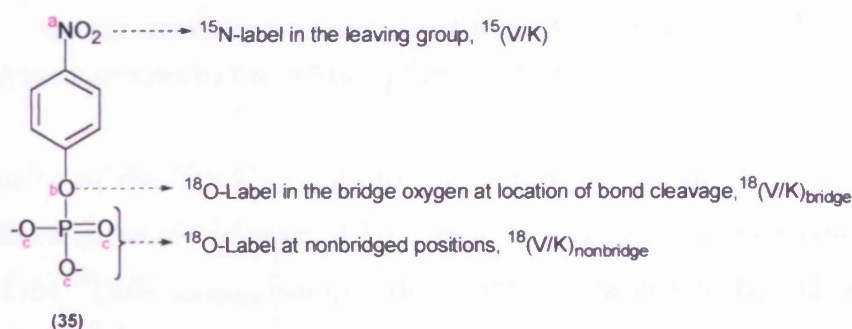 a NO₂ ¹⁵N-label in the leaving group, ¹⁵(V/K)
b O ¹⁸O-Label in the bridge oxygen at location of bond cleavage, ¹⁸(V/K)bridge
-O P O
c c ¹⁸O-Label at nonbridged positions, ¹⁸(V/K)nonbridge
O-
c
(35)